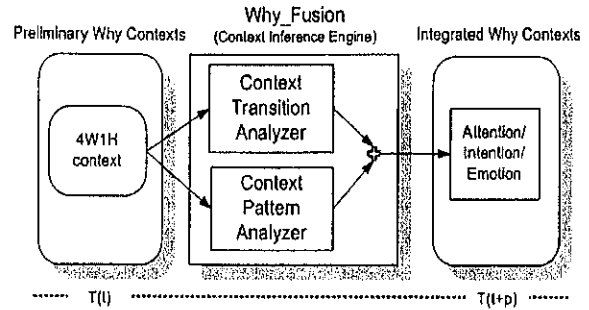 Why_Fusion
Preliminary Why Contexts
(Context Inference Engine)
Integrated Why Contexts
4W1H
context
Context
Transition
Analyzer
Context
Pattern
Analyzer
Attention/
Intention/
Emotion
T(t)
T(t+p)